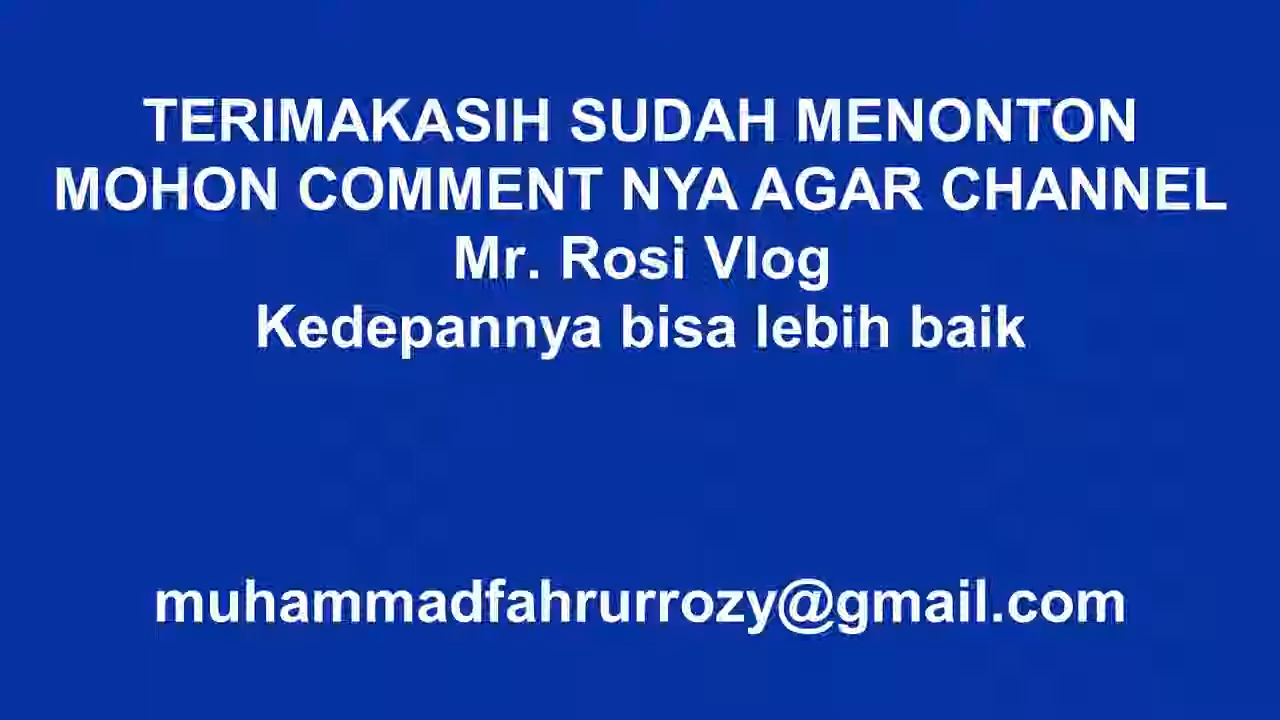 TERIMAKASIH SUDAH MENONTON
MOHON COMMENT NYA AGAR CHANNEL
Mr. Rosi Vlog
Kedepannya bisa lebih baik
muhammadfahrurrozy@gmail.com